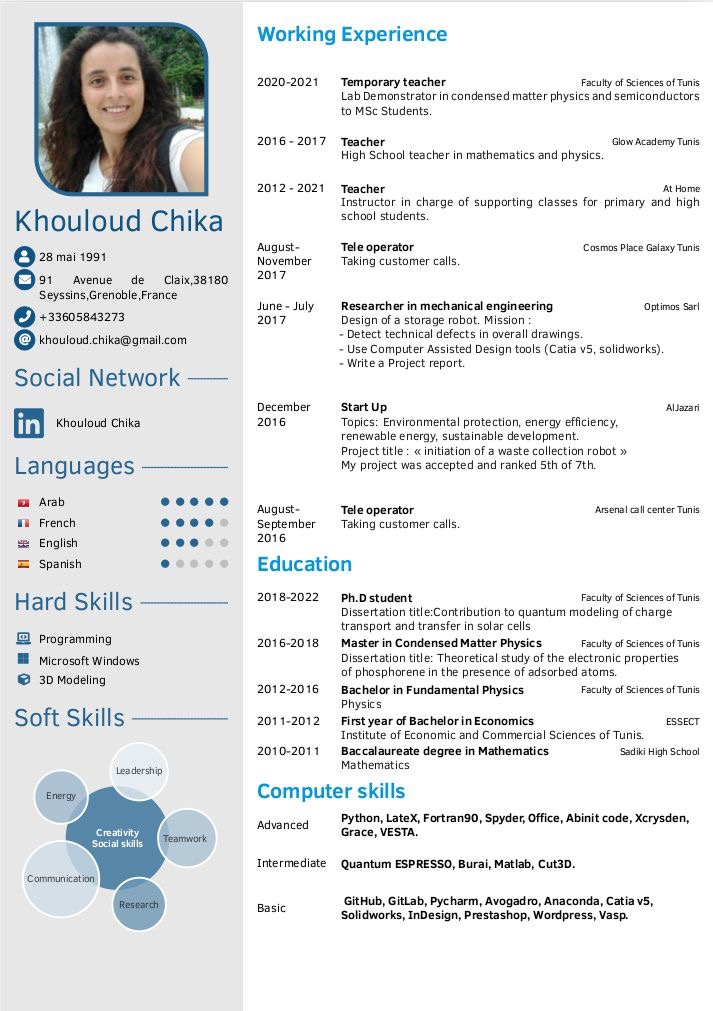 Khouloud Chika
28 mai 1991
91 Avenue de Claix,38180
Seyssins,Grenoble,France
+33605843273
khouloud.chika@gmail.com
Social Network
in Khouloud Chika
Languages
Arab
French
English
Spanish
Hard Skills
Programming
Microsoft Windows
3D Modeling
Soft Skills
Leadership
Energy
Creativity
Social skills
Teamwork
Communication
Research
Working Experience
2020-2021 Temporary teacher Faculty of Sciences of Tunis
Lab Demonstrator in condensed matter physics and semiconductors
to MSc Students.
2016 - 2017 Teacher Glow Academy Tunis
High School teacher in mathematics and physics.
2012 - 2021 Teacher At Home
Instructor in charge of supporting classes for primary and high
school students.
August- Tele operator Cosmos Place Galaxy Tunis
November Taking customer calls.
2017
June - July Researcher in mechanical engineering Optimos Sarl
2017 Design of a storage robot. Mission :
- Detect technical defects in overall drawings.
- Use Computer Assisted Design tools (Catia v5, solidworks).
- Write a Project report.
December Start Up AlJazari
2016 Topics: Environmental protection, energy efficiency,
renewable energy, sustainable development.
Project title : « initiation of a waste collection robot »
My project was accepted and ranked 5th of 7th.
August- Tele operator Arsenal call center Tunis
September Taking customer calls.
2016
Education
2018-2022 Ph.D student Faculty of Sciences of Tunis
Dissertation title:Contribution to quantum modeling of charge
transport and transfer in solar cells
2016-2018 Master in Condensed Matter Physics Faculty of Sciences of Tunis
Dissertation title: Theoretical study of the electronic properties
of phosphorene in the presence of adsorbed atoms.
2012-2016 Bachelor in Fundamental Physics Faculty of Sciences of Tunis
Physics
2011-2012 First year of Bachelor in Economics ESSECT
Institute of Economic and Commercial Sciences of Tunis.
2010-2011 Baccalaureate degree in Mathematics Sadiki High School
Mathematics
Computer skills
Advanced Python, LateX, Fortran90, Spyder, Office, Abinit code, Xcrysden,
Grace, VESTA.
Intermediate Quantum ESPRESSO, Burai, Matlab, Cut3D.
Basic GitHub, GitLab, Pycharm, Avogadro, Anaconda, Catia v5,
Solidworks, InDesign, Prestashop, Wordpress, Vasp.